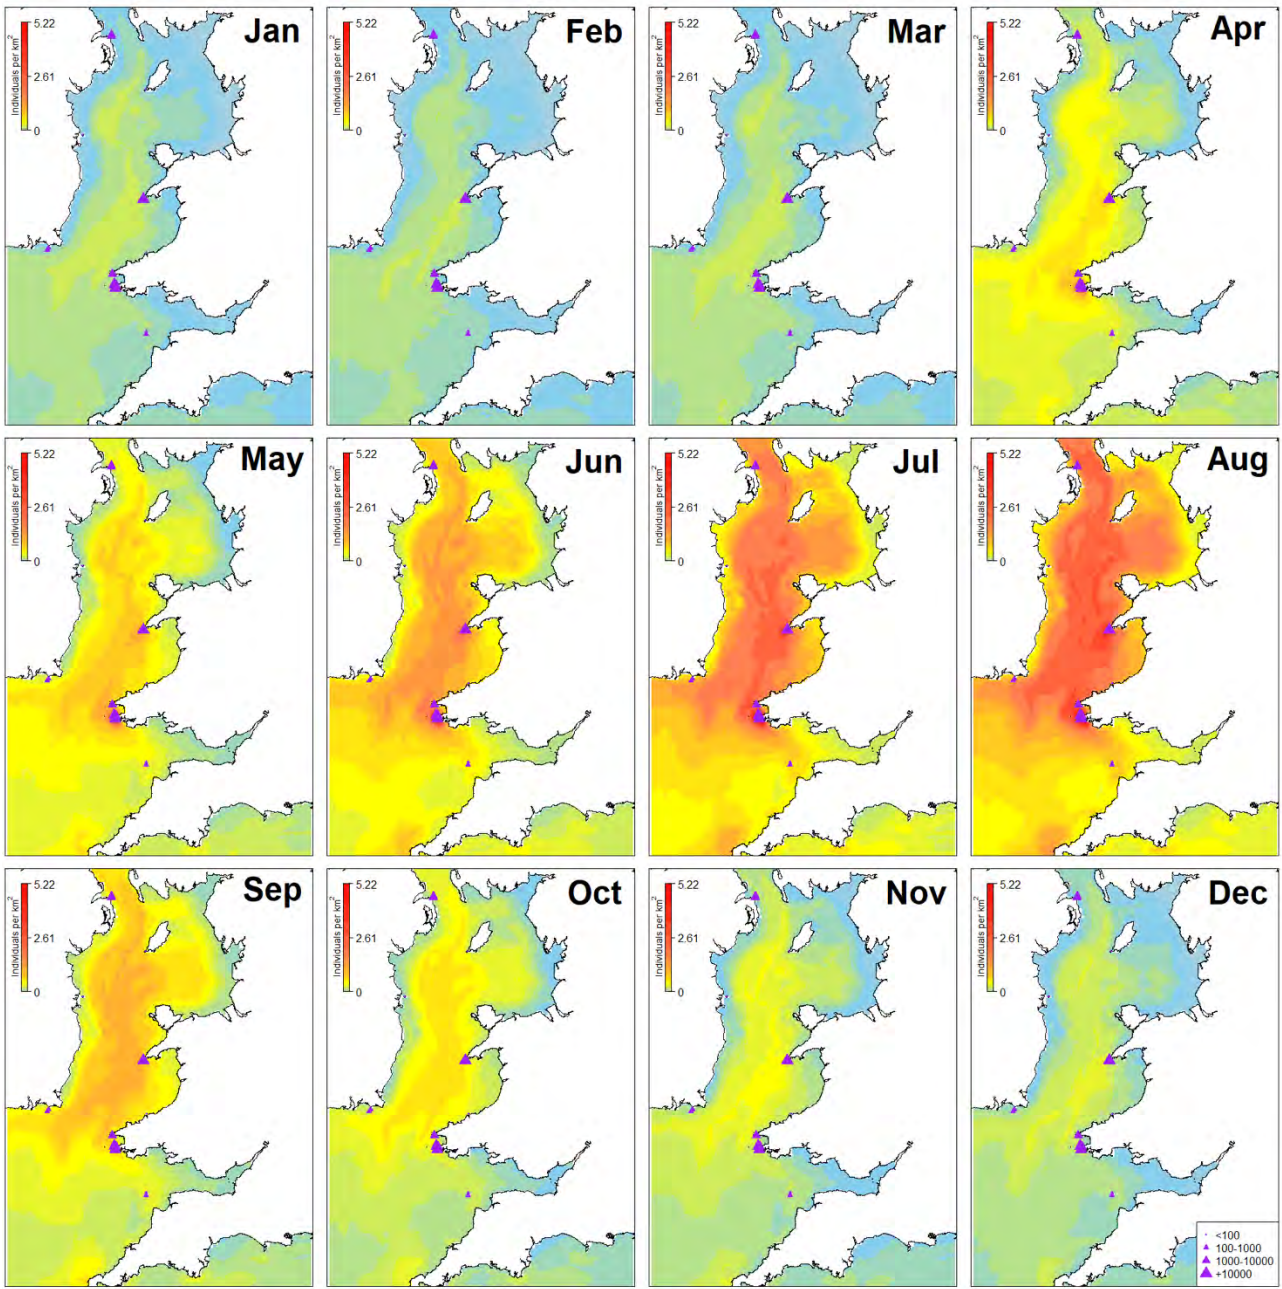 Jan
5.22
2.61
0
Individuals per km²
Feb
5.22
2.61
0
Individuals per km²
Mar
5.22
2.61
0
Individuals per km²
Apr
5.22
2.61
0
Individuals per km²
May
5.22
2.61
0
Individuals per km²
Jun
5.22
2.61
0
Individuals per km²
Jul
5.22
2.61
0
Individuals per km²
Aug
5.22
2.61
0
Individuals per km²
Sep
5.22
2.61
0
Individuals per km²
Oct
5.22
2.61
0
Individuals per km²
Nov
5.22
2.61
0
Individuals per km²
Dec
5.22
2.61
0
Individuals per km²
<100
100-1000
1000-10000
+10000